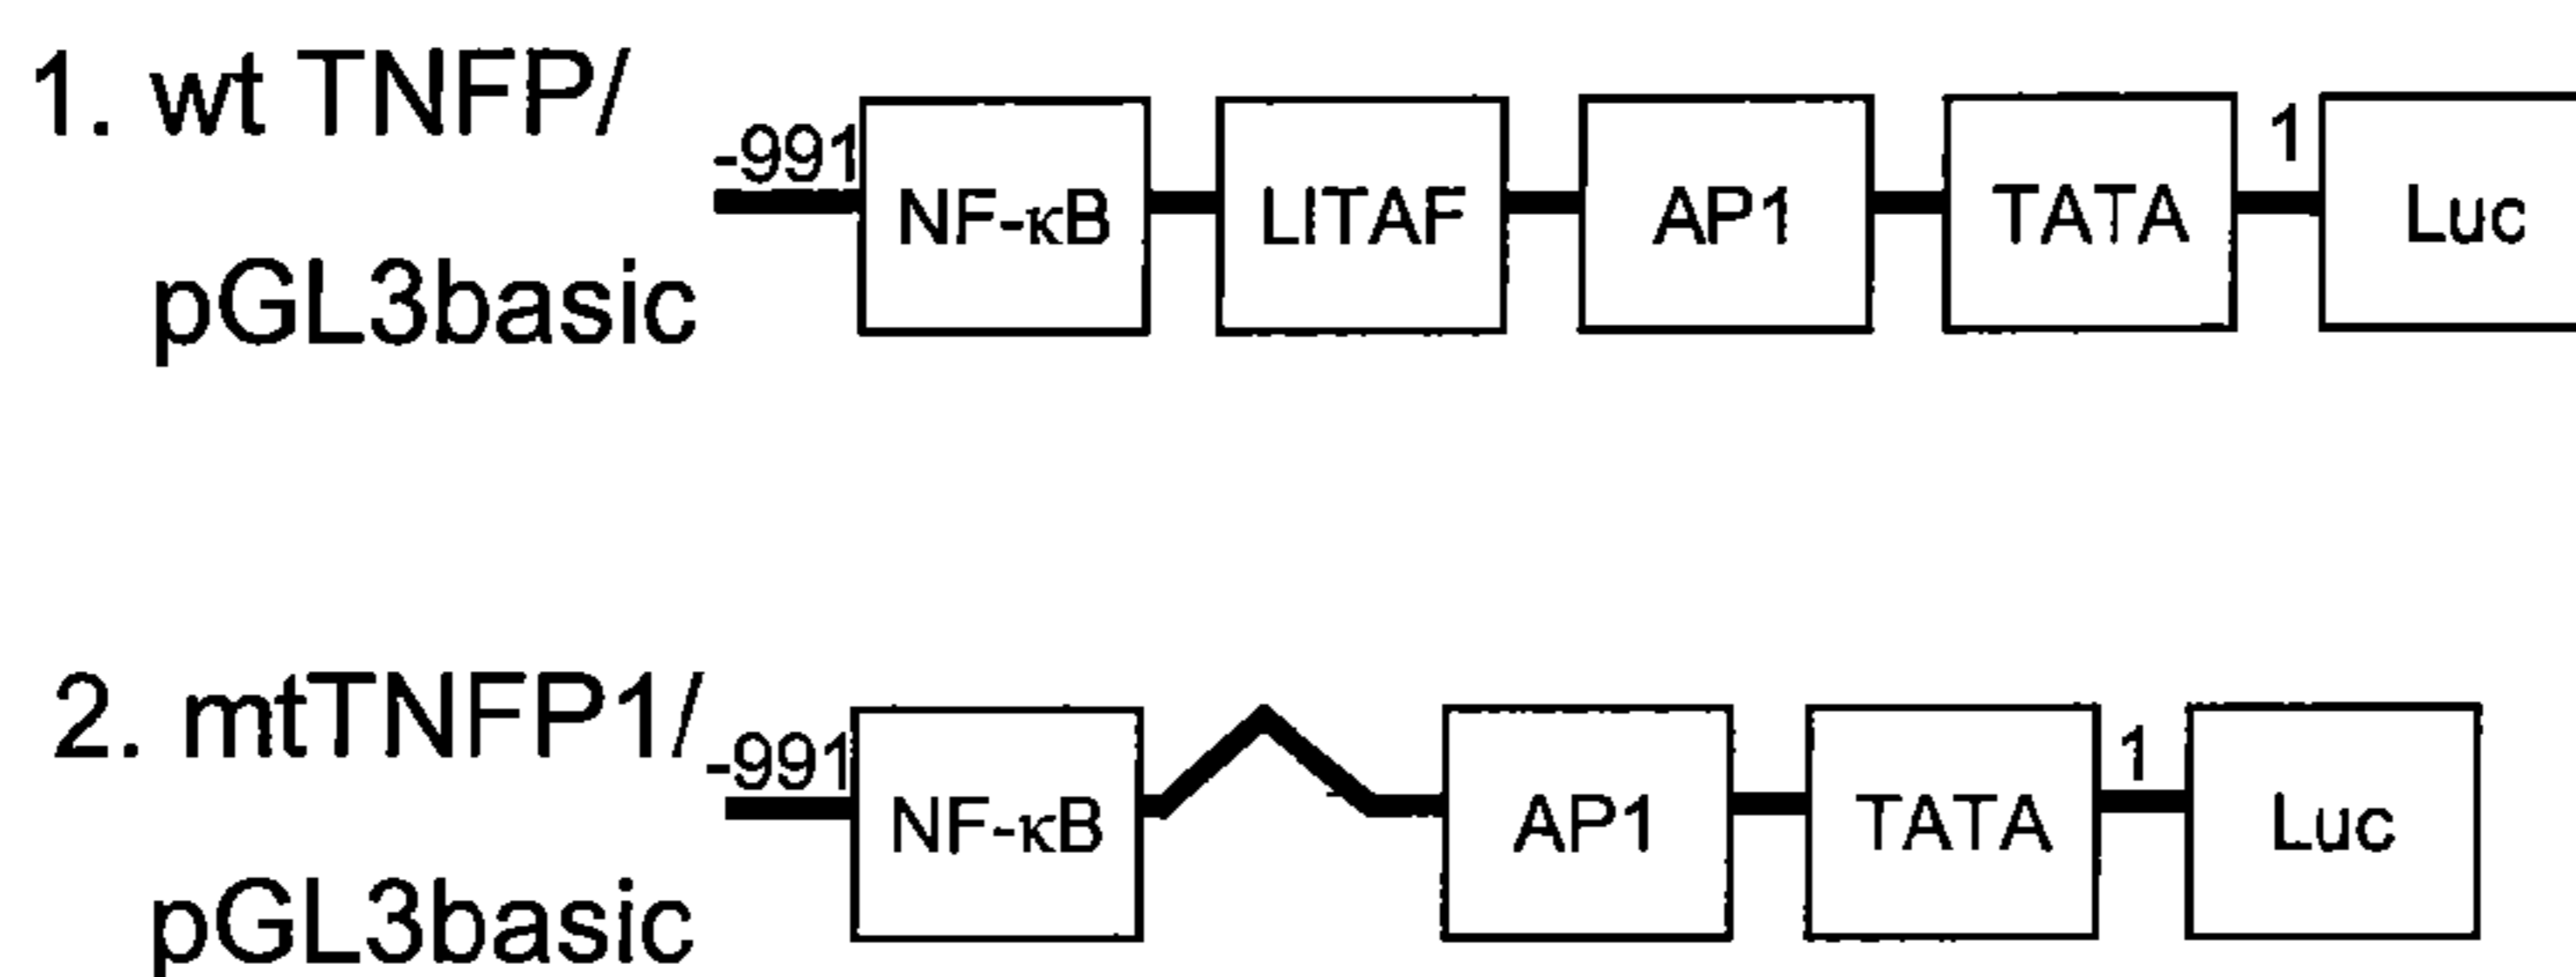 1. wt TNFP/
pGL3basic
-991
NF-κB
LITAF
AP1
TATA
1
Luc
2. mtTNFP1/
pGL3basic
-991
NF-κB
AP1
TATA
1
Luc